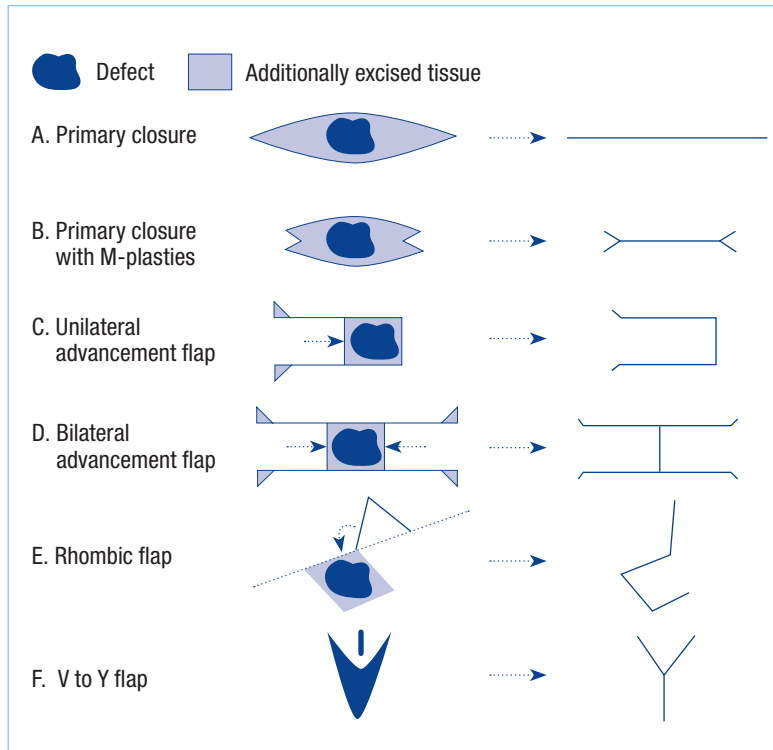 Defect
Additionally excised tissue
A. Primary closure
B. Primary closure
with M-plasties
C. Unilateral
advancement flap
D. Bilateral
advancement flap
E. Rhombic flap
F. V to Y flap